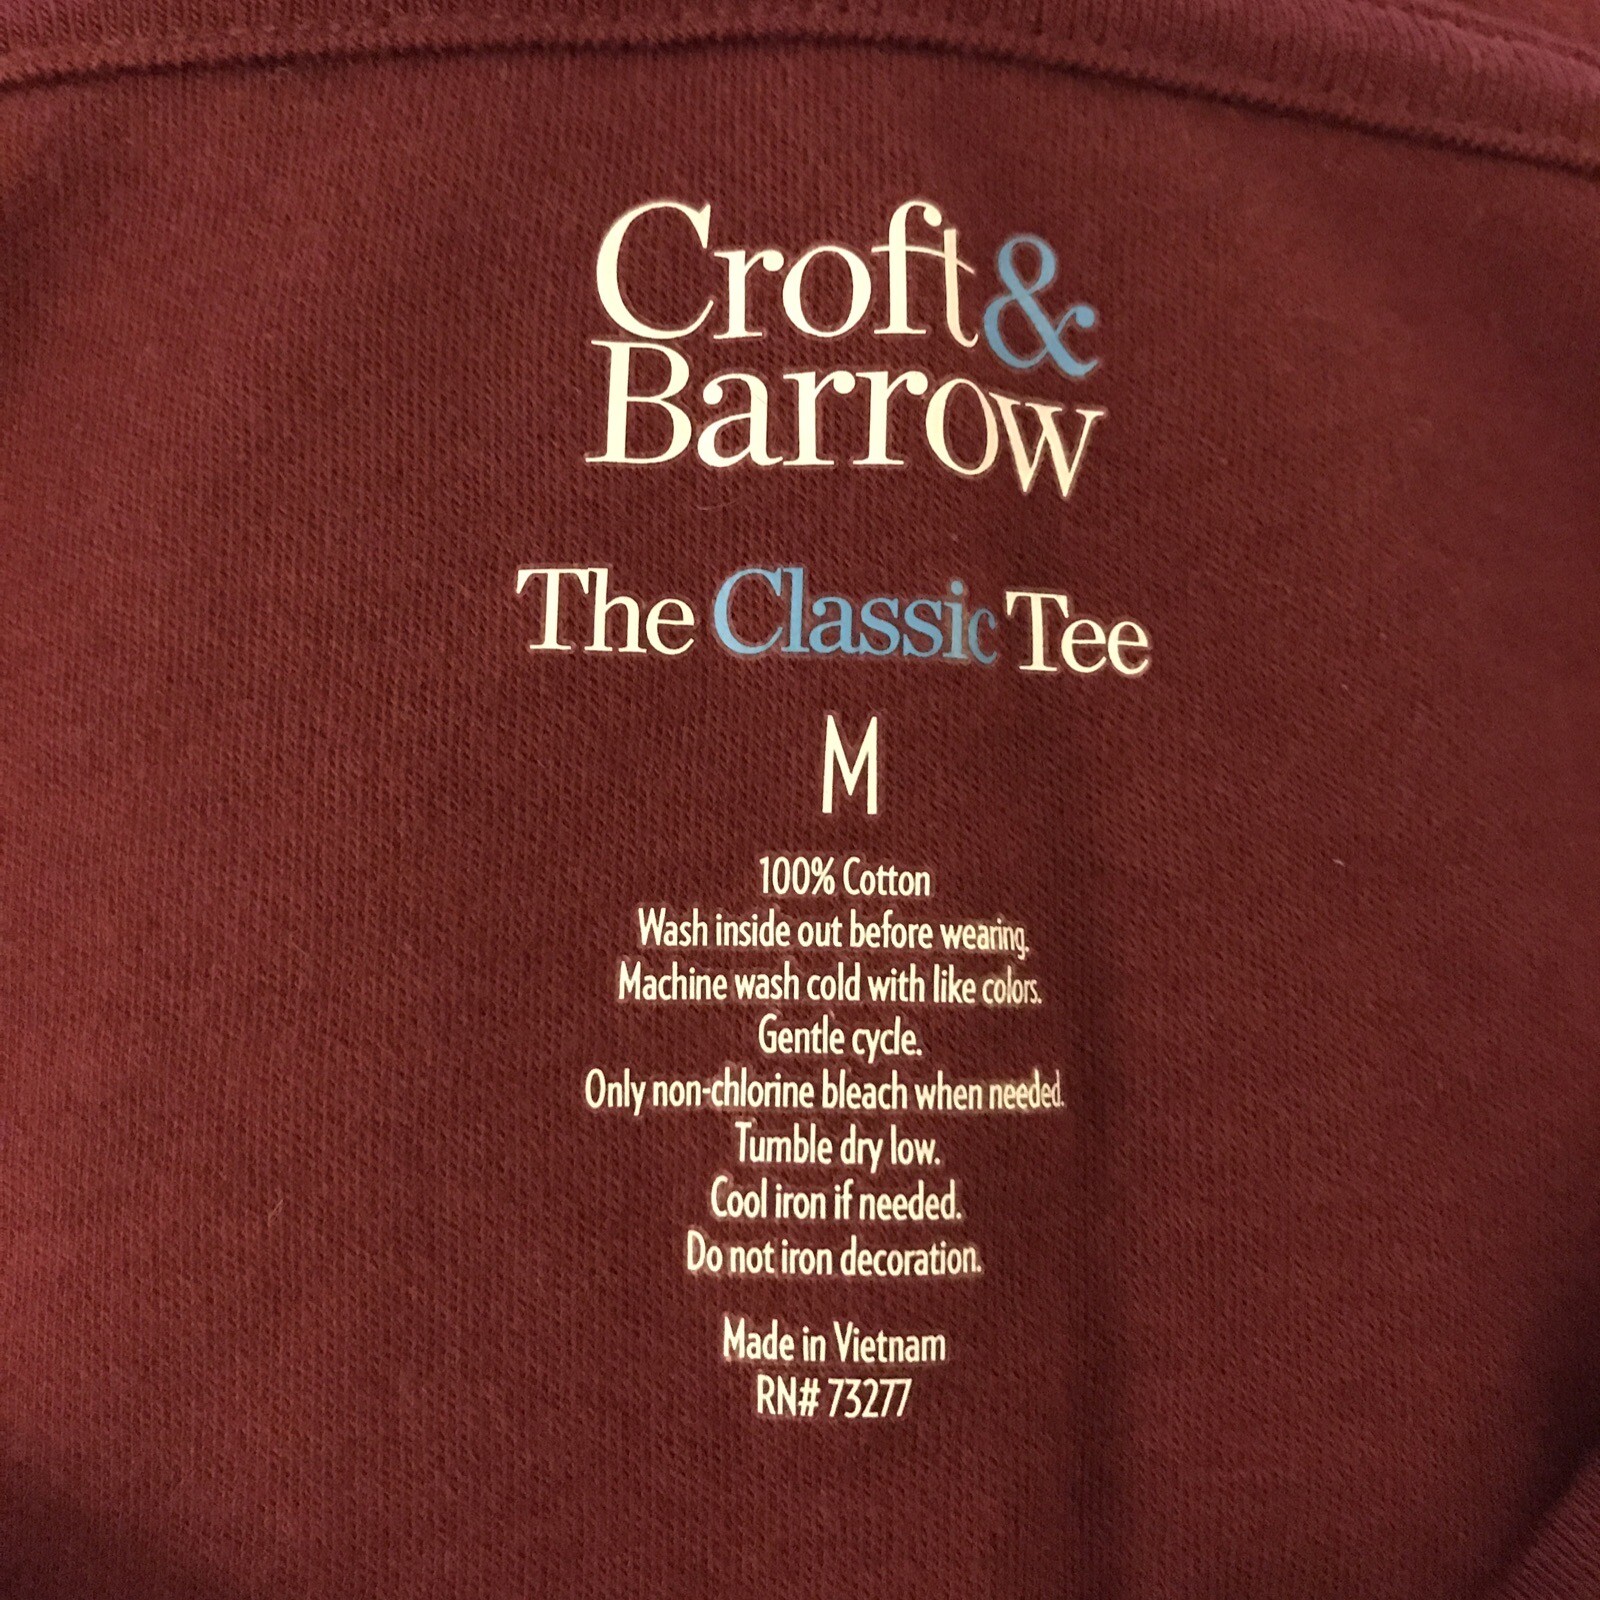 Croft &
Barrow
The Classic Tee
M
100% Cotton
Wash inside out before wearing.
Machine wash cold with like colors.
Gentle cycle.
Only non-chlorine bleach when needed.
Tumble dry low.
Cool iron if needed.
Do not iron decoration.
Made in Vietnam
RN# 73277